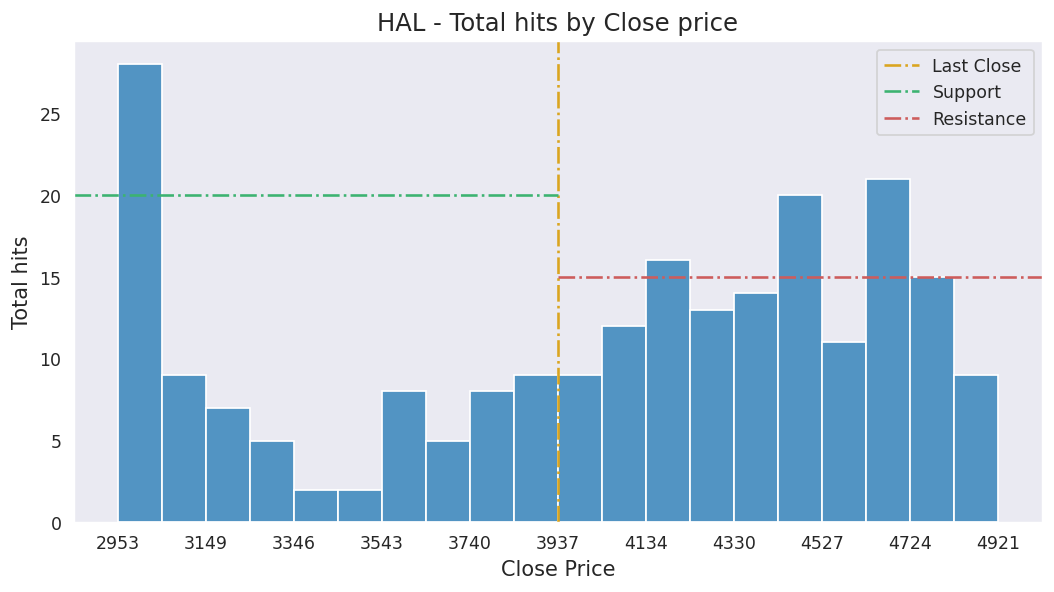 HAL - Total hits by Close price
Last Close
Support
Resistance
Total hits
25
20
15
10
5
0
2953 3149 3346 3543 3740 3937 4134 4330 4527 4724 4921
Close Price